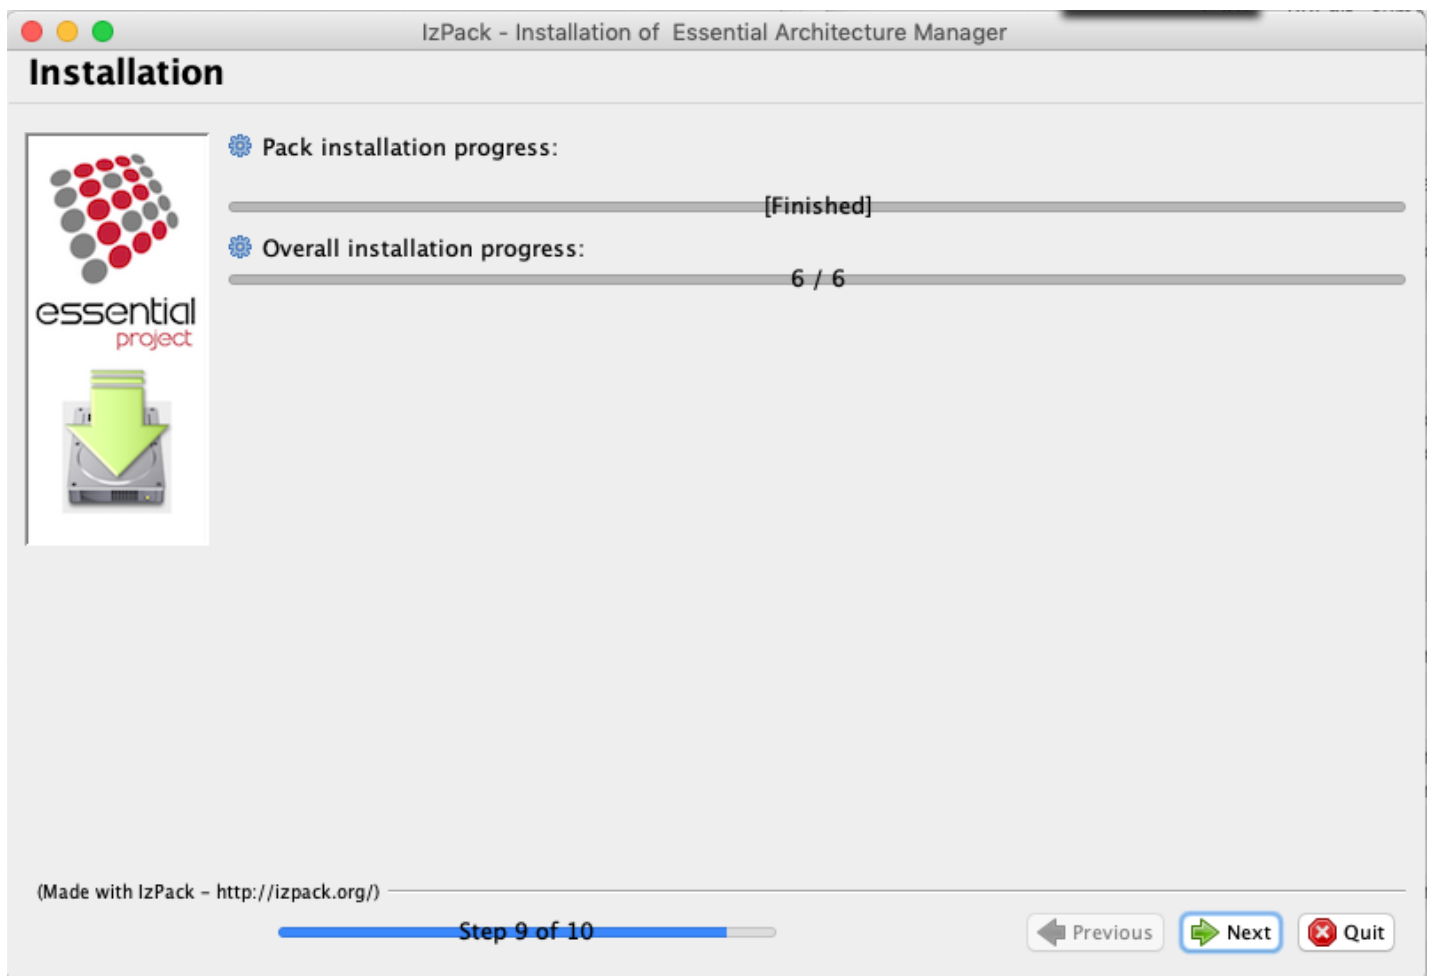 IzPack - Installation of  Essential Architecture Manager
Installation
Pack installation progress:
[Finished]
Overall installation progress:
6 / 6
essential
project
(Made with IzPack - http://izpack.org/)
Step 9 of 10
Previous
Next
Quit